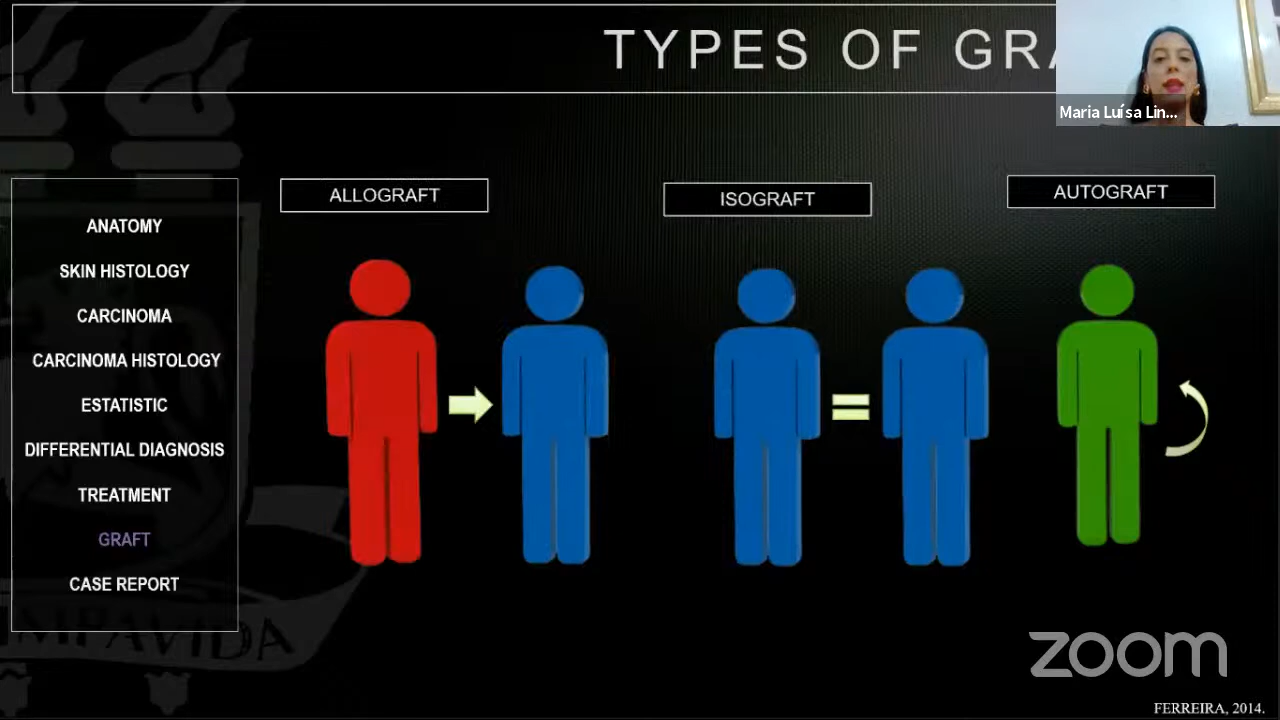 TYPES OF GRA
Maria Luísa Lin...
ALLOGRAFT
ISOGRAFT
AUTOGRAFT
ANATOMY
SKIN HISTOLOGY
CARCINOMA
CARCINOMA HISTOLOGY
ESTATISTIC
DIFFERENTIAL DIAGNOSIS
TREATMENT
GRAFT
CASE REPORT
IMPAVIDA
zoom
FERREIRA, 2014.